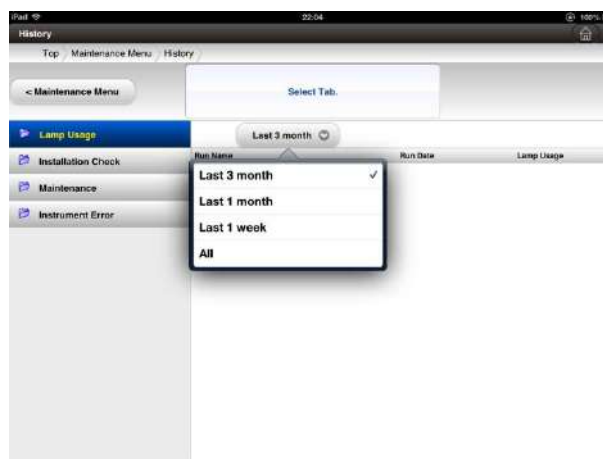 iPad 22:04 100%
History
Top Maintenance Menu History
< Maintenance Menu
Select Tab.
Lamp Usage
Last 3 month
Installation Check
Run Name Run Date Lamp Usage
Maintenance
Instrument Error
Last 3 month ✓
Last 1 month
Last 1 week
All